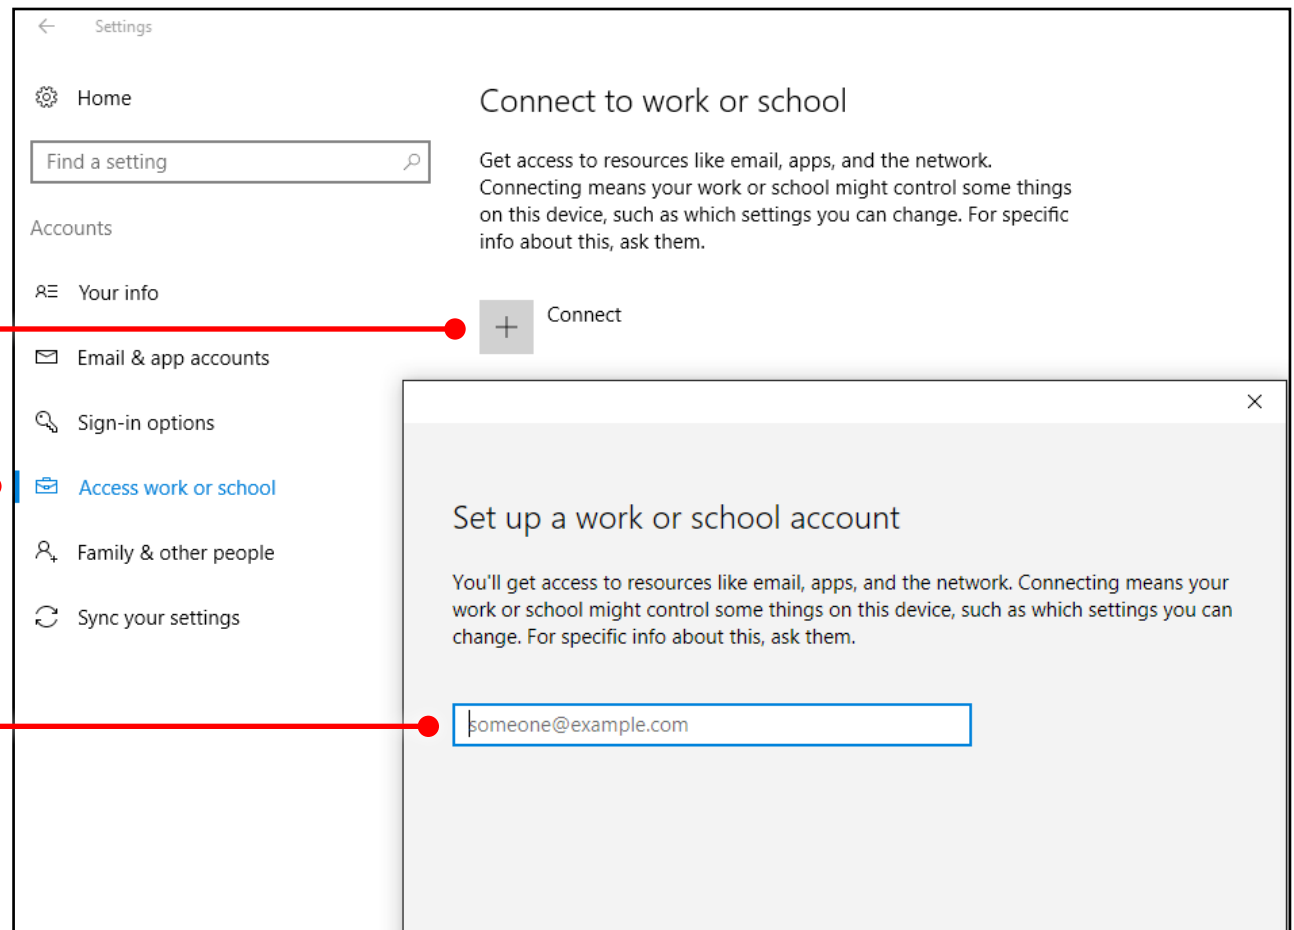 Settings
Home
Find a setting
Accounts
Your info
Email & app accounts
Sign-in options
Access work or school
Family & other people
Sync your settings
Connect to work or school
Get access to resources like email, apps, and the network.
Connecting means your work or school might control some things
on this device, such as which settings you can change. For specific
info about this, ask them.
Connect
Set up a work or school account
You'll get access to resources like email, apps, and the network. Connecting means your
work or school might control some things on this device, such as which settings you can
change. For specific info about this, ask them.
someone@example.com